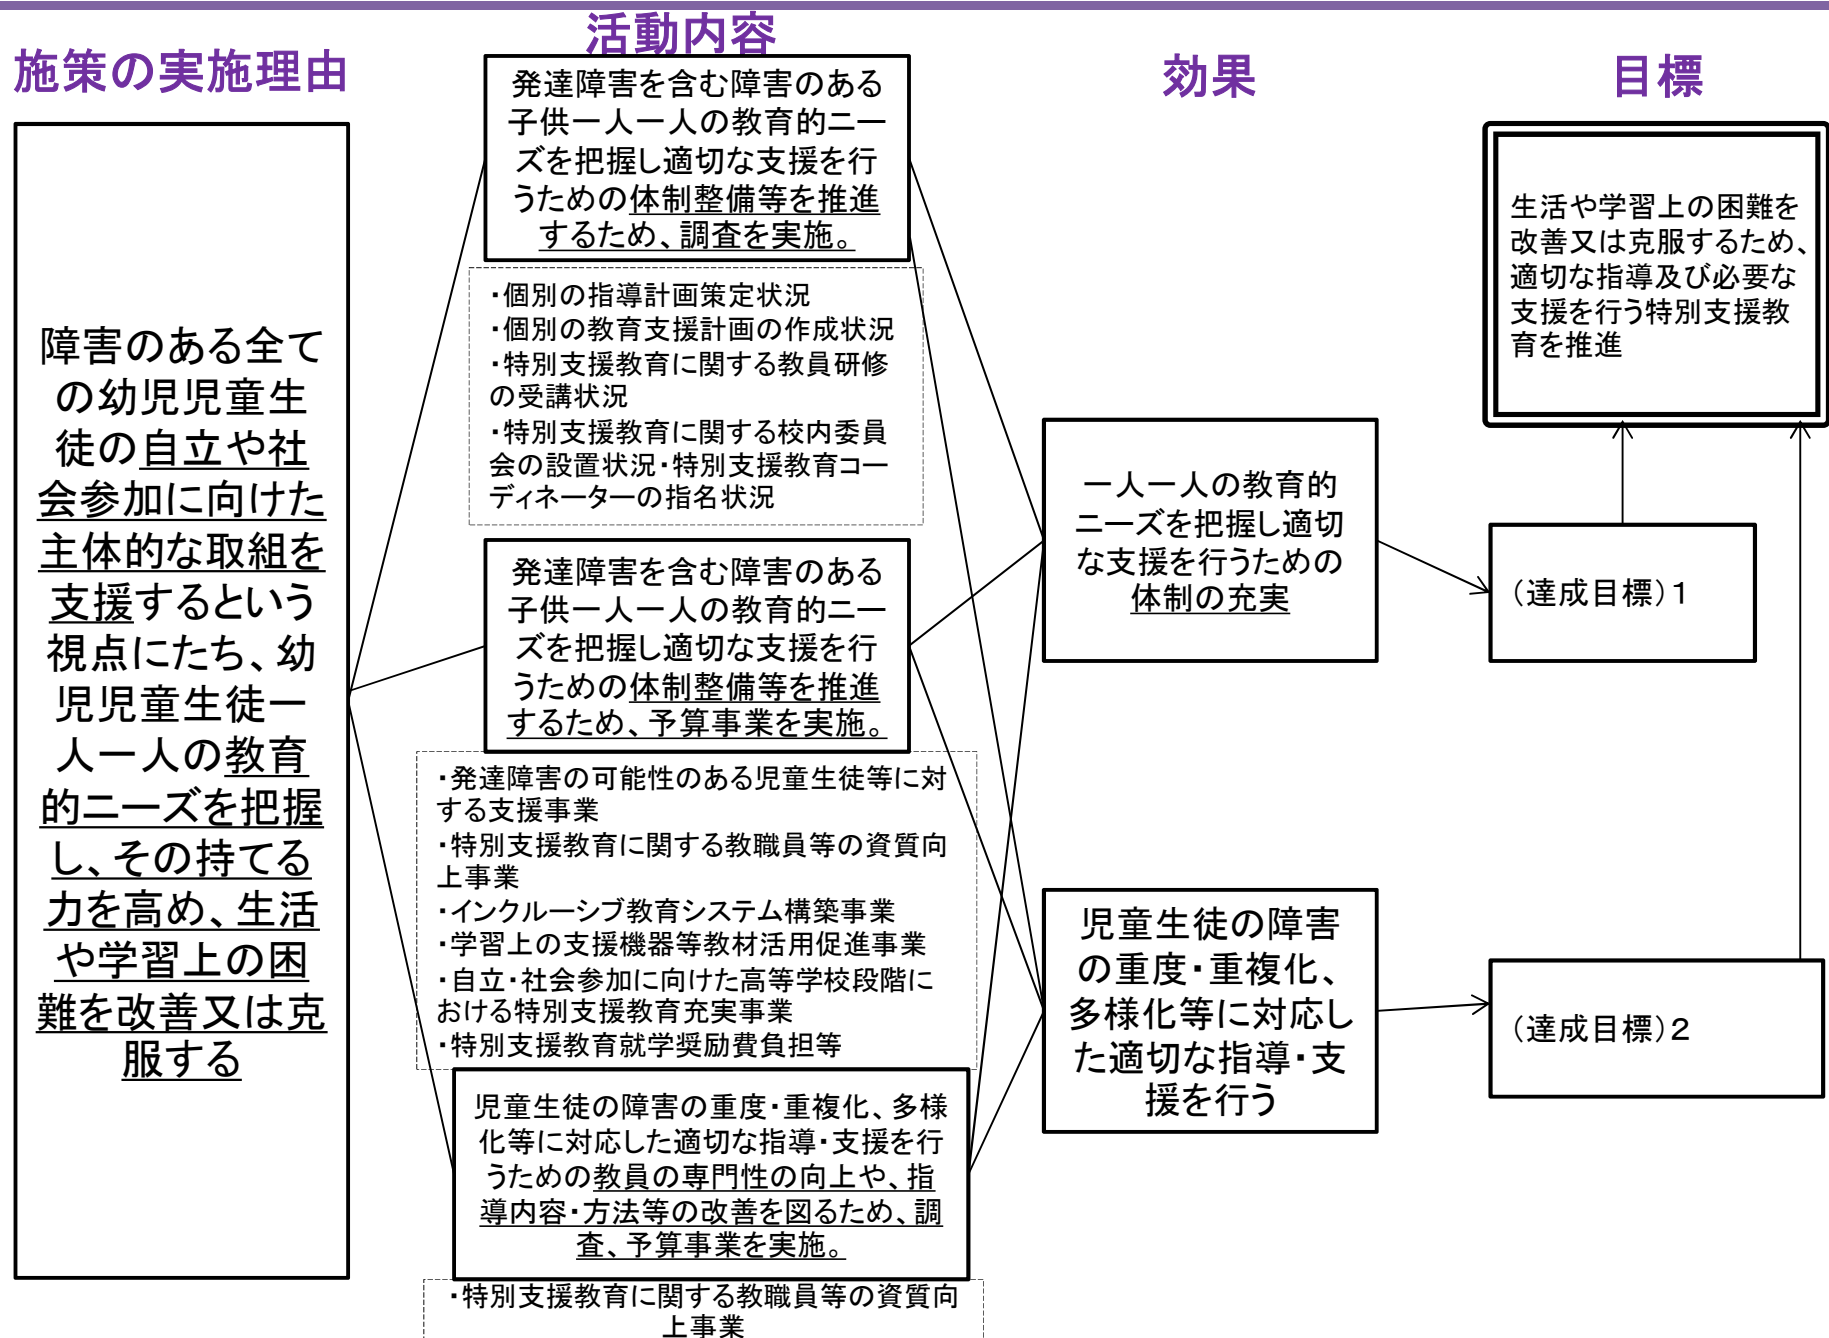 施策の実施理由
障害のある全て
の幼児児童生
徒の自立や社
会参加に向けた
主体的な取組を
支援するという
視点にたち、幼
児児童生徒一
人一人の教育
的ニーズを把握
し、その持てる
力を高め、生活
や学習上の困
難を改善又は克
服する
活動内容
発達障害を含む障害のある
子供一人一人の教育的ニー
ズを把握し適切な支援を行
うための体制整備等を推進
するため、調査を実施。
・個別の指導計画策定状況
・個別の教育支援計画の作成状況
・特別支援教育に関する教員研修
の受講状況
・特別支援教育に関する校内委員
会の設置状況・特別支援教育コー
ディネーターの指名状況
発達障害を含む障害のある
子供一人一人の教育的ニー
ズを把握し適切な支援を行
うための体制整備等を推進
するため、予算事業を実施。
・発達障害の可能性のある児童生徒等に対
する支援事業
・特別支援教育に関する教職員等の資質向
上事業
・インクルーシブ教育システム構築事業
・学習上の支援機器等教材活用促進事業
・自立・社会参加に向けた高等学校段階に
おける特別支援教育充実事業
・特別支援教育就学奨励費負担等
児童生徒の障害の重度・重複化、多様
化等に対応した適切な指導・支援を行
うための教員の専門性の向上や、指
導内容・方法等の改善を図るため、調
査、予算事業を実施。
・特別支援教育に関する教職員等の資質向
上事業
効果
一人一人の教育的
ニーズを把握し適切
な支援を行うための
体制の充実
児童生徒の障害
の重度・重複化、
多様化等に対応し
た適切な指導・支
援を行う
目標
生活や学習上の困難を
改善又は克服するため、
適切な指導及び必要な
支援を行う特別支援教
育を推進
（達成目標）１
（達成目標）２